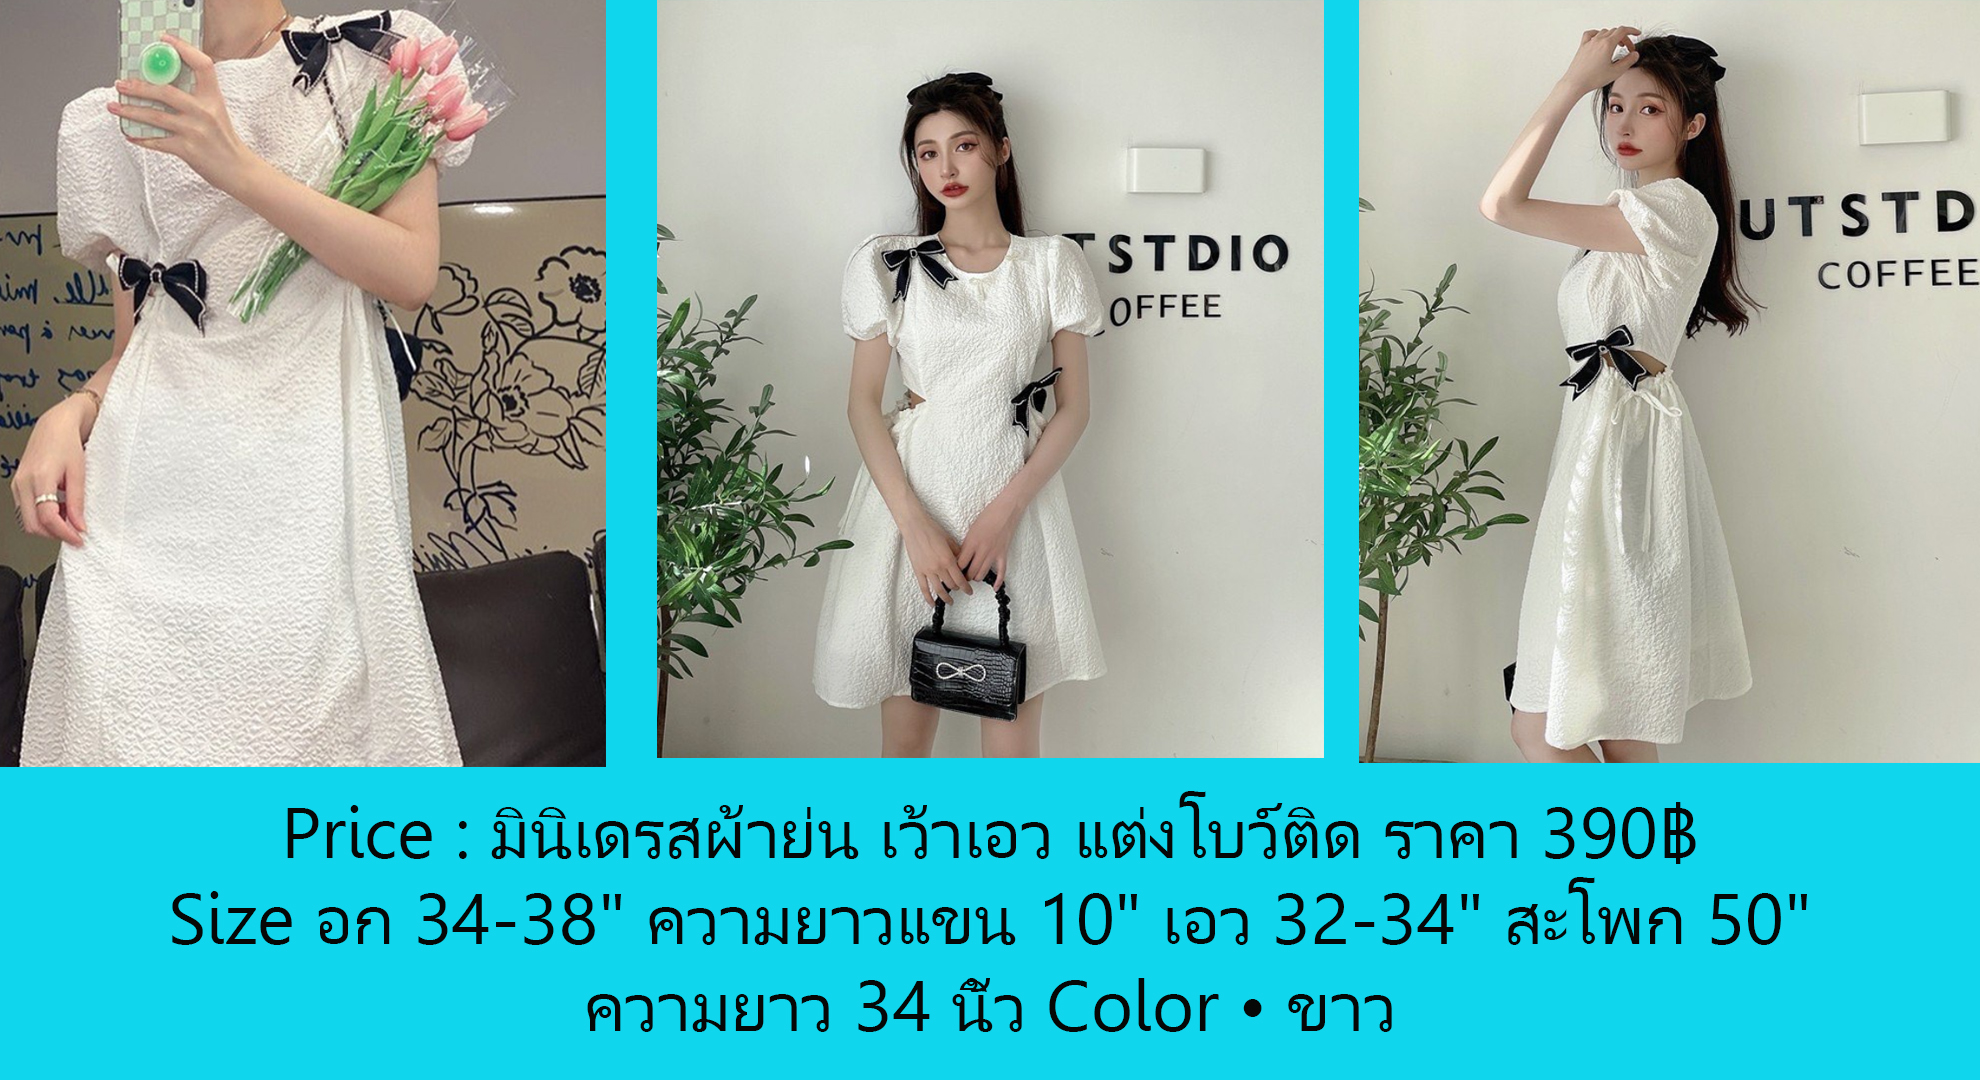 UTSTDIO
COFFEE
UTSTD
COFFEE
Price : มินิเดรสผ้าย่น เว้าเอว แต่งโบว์ติด ราคา 390฿
Size อก 34-38" ความยาวแขน 10" เอว 32-34" สะโพก 50"
ความยาว 34 นิ้ว Color • ขาว